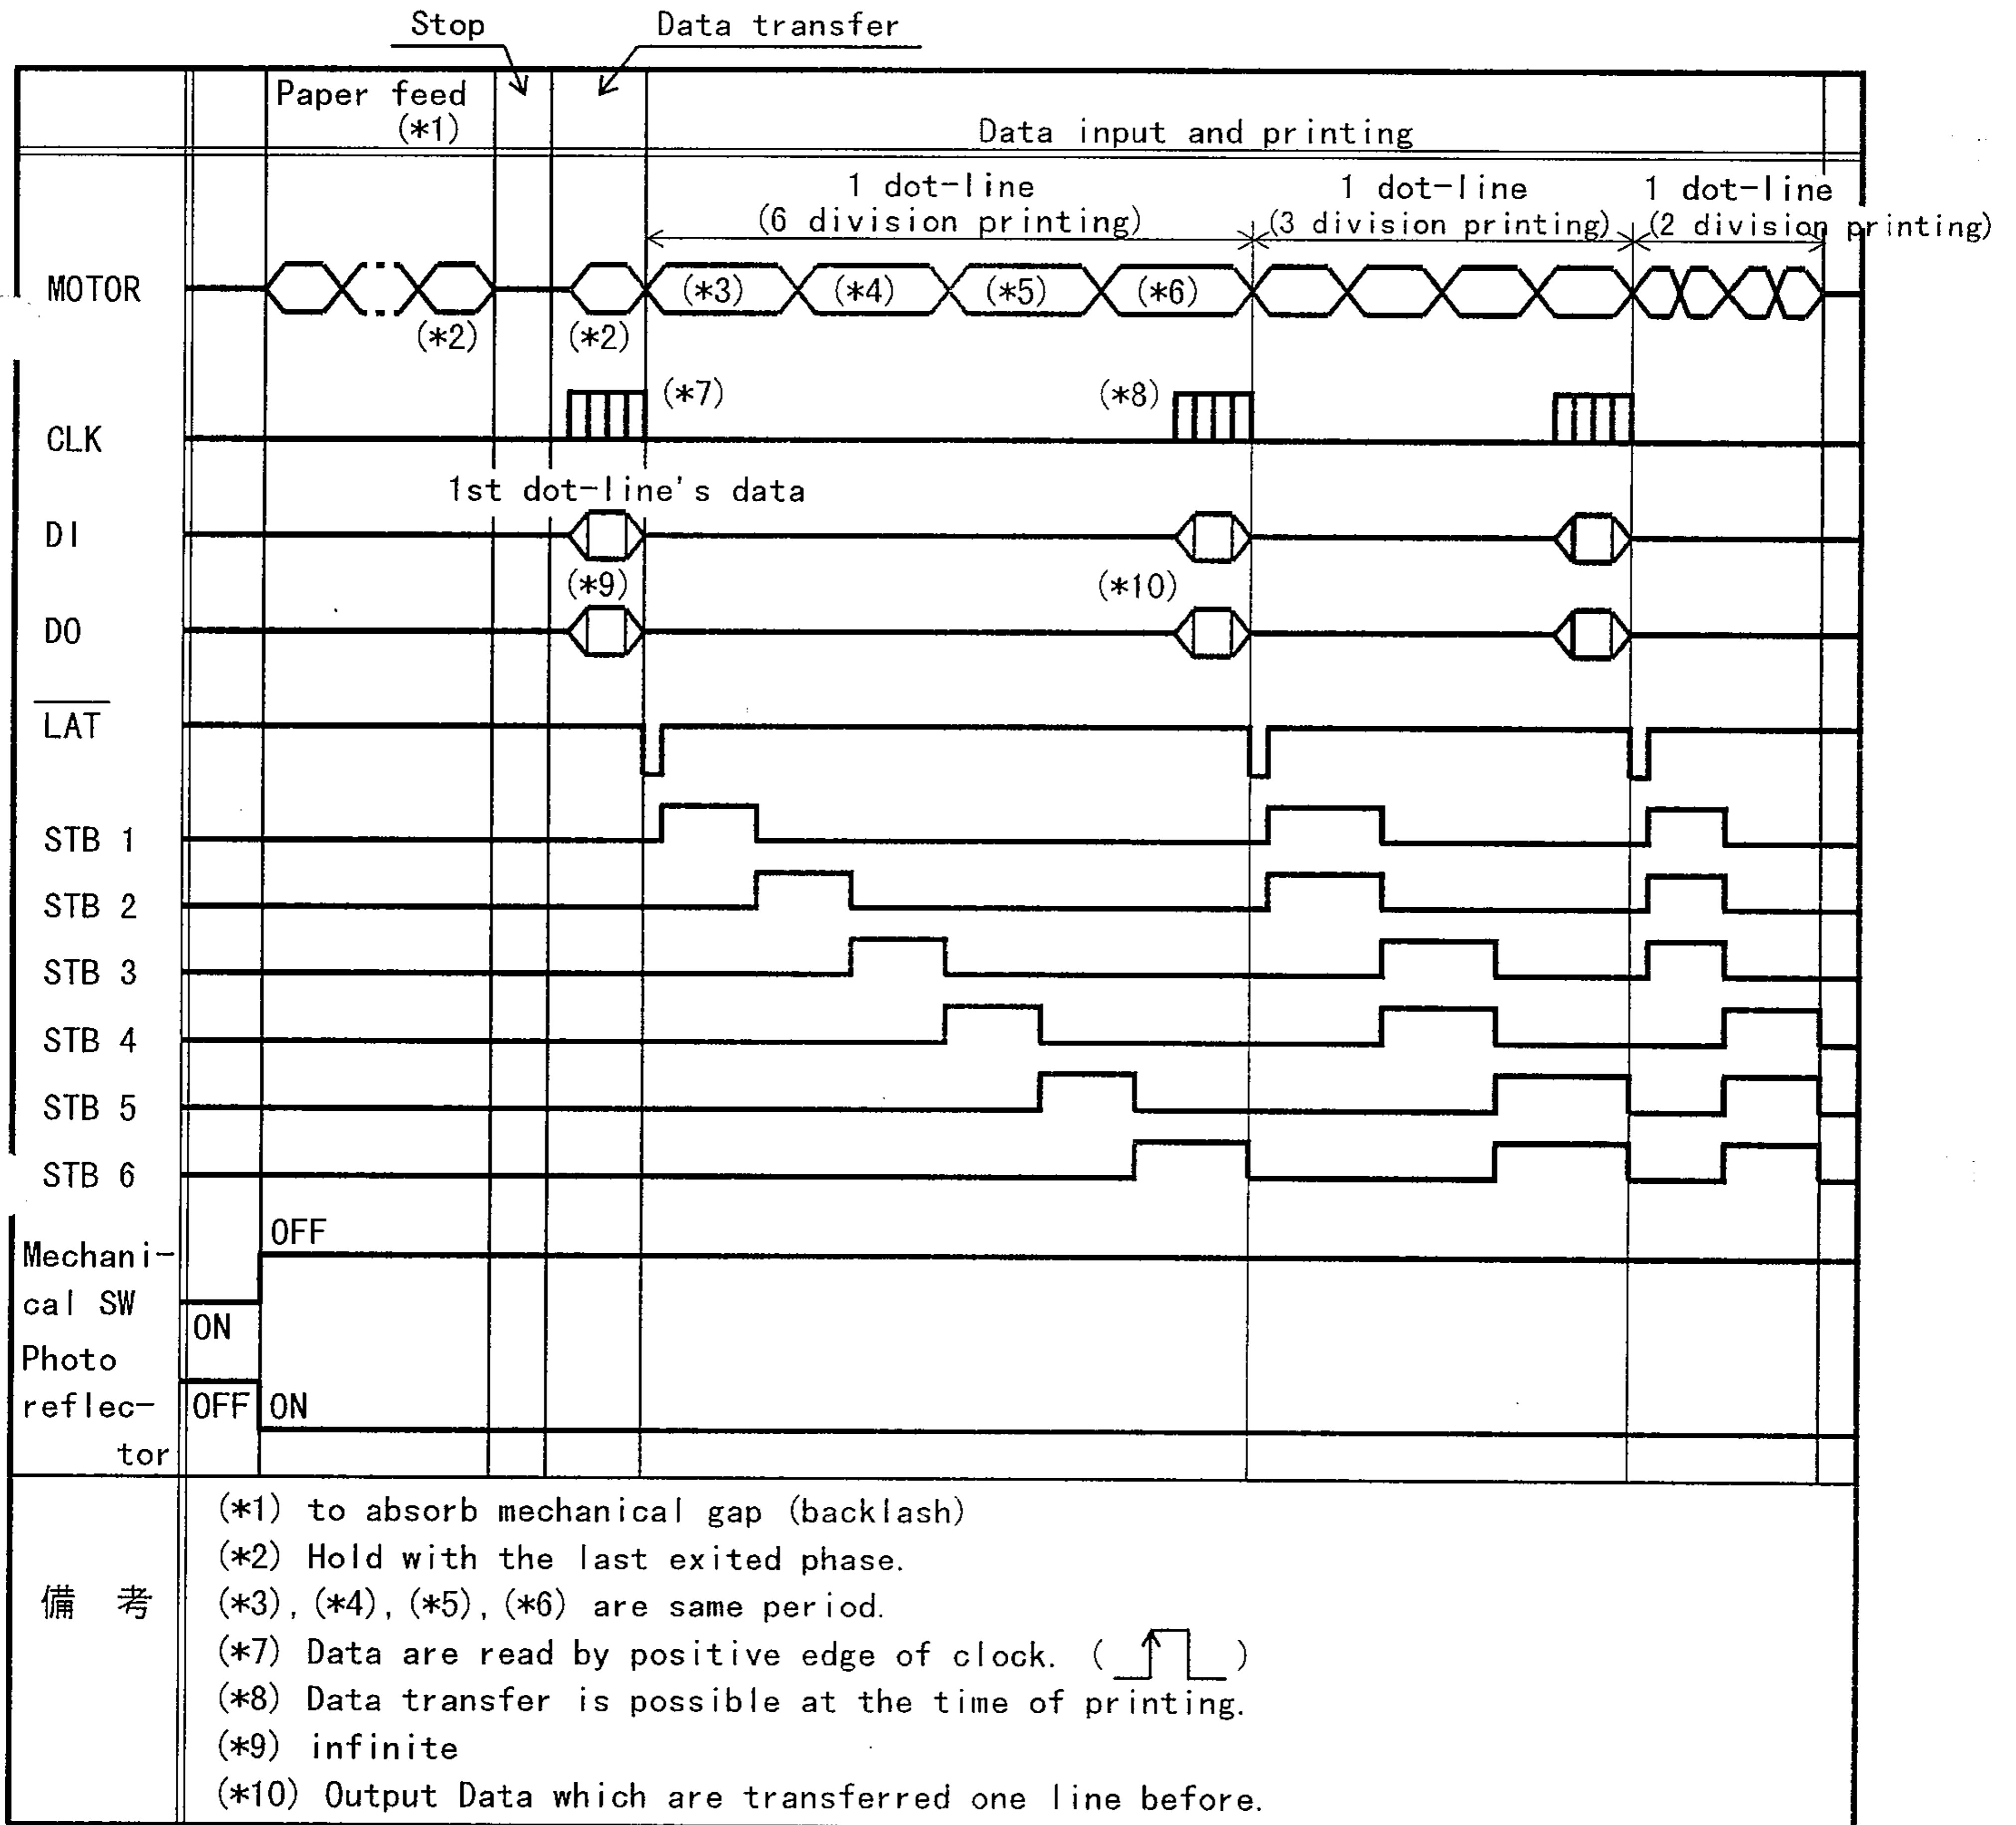 Stop
Data transfer
Paper feed
(*1)
Data input and printing
1 dot-line
(6 division printing)
1 dot-line
(3 division printing)
1 dot-line
(2 division printing)
MOTOR
(*3)
(*4)
(*5)
(*6)
(*2)
(*2)
(*7)
(*8)
CLK
1st dot-line's data
DI
(*9)
(*10)
DO
LAT
STB 1
STB 2
STB 3
STB 4
STB 5
STB 6
OFF
Mechani-
cal SW
ON
Photo
reflec-
tor
OFF
ON
備 考
(*1) to absorb mechanical gap (backlash)
(*2) Hold with the last exited phase.
(*3), (*4), (*5), (*6) are same period.
(*7) Data are read by positive edge of clock. ( )
(*8) Data transfer is possible at the time of printing.
(*9) infinite
(*10) Output Data which are transferred one line before.